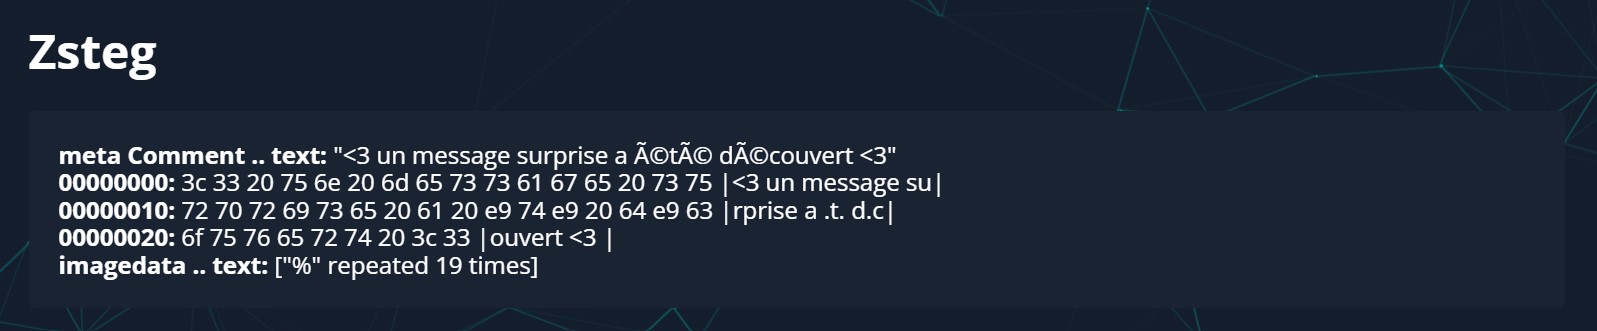 Zsteg
meta Comment .. text: "<3 un message surprise a Ã©tÃ© dÃ©couvert <3"
00000000: 3c 33 20 75 6e 20 6d 65 73 73 61 67 65 20 73 75 |<3 un message su|
00000010: 72 70 72 69 73 65 20 61 20 e9 74 e9 20 64 e9 63 |rprise a .t. d.c|
00000020: 6f 75 76 65 72 74 20 3c 33 |ouvert <3 |
imagedata .. text: ["%" repeated 19 times]